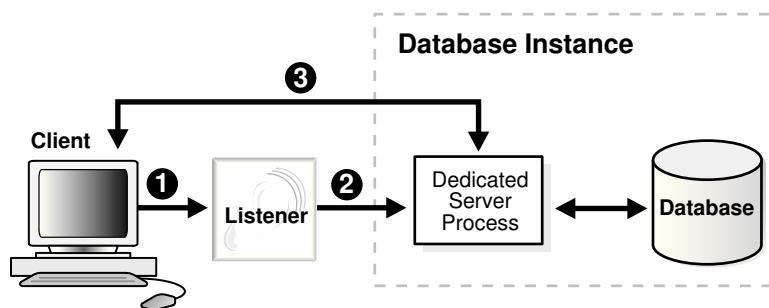 Database Instance
3
Client
1
Listener
2
Dedicated
Server
Process
Database